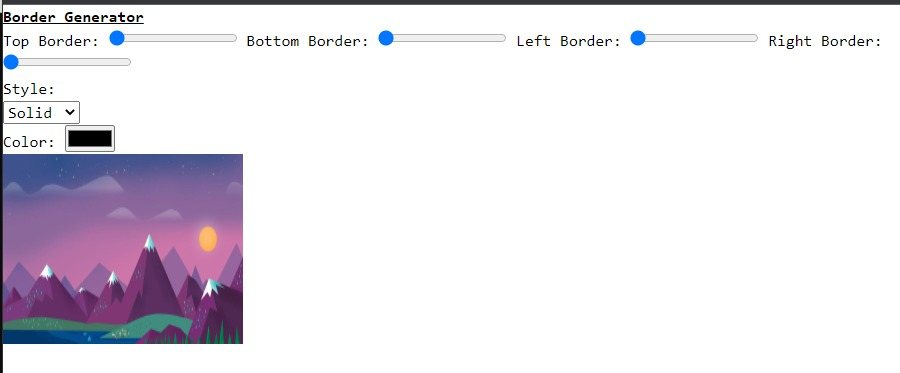 Border Generator
Top Border: Bottom Border: Left Border: Right Border:
Style:
Solid
Color: